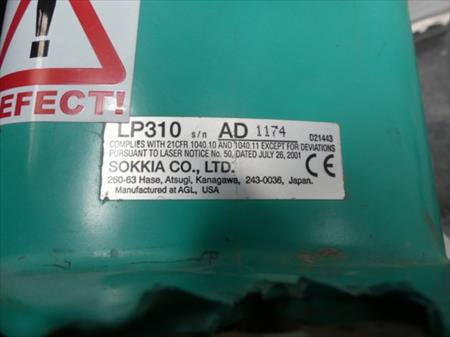 EFECT!
LP310 s/n AD 1174 D21443
COMPLIES WITH 21CFR 1040.10 AND 1040.11 EXCEPT FOR DEVIATIONS
PURSUANT TO LASER NOTICE No. 50, DATED JULY 26, 2001
SOKKIA CO., LTD. CE
260-63 Hase, Atsugi, Kanagawa, 243-0036, Japan.
Manufactured at AGL, USA